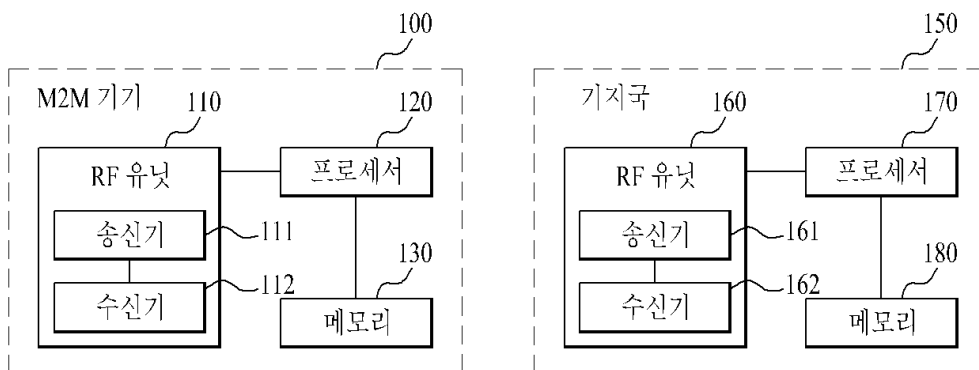 100
M2M 기기
110
120
RF 유닛
프로세서
송신기
111
수신기
112
130
메모리
150
기지국
160
170
RF 유닛
프로세서
송신기
161
수신기
162
180
메모리